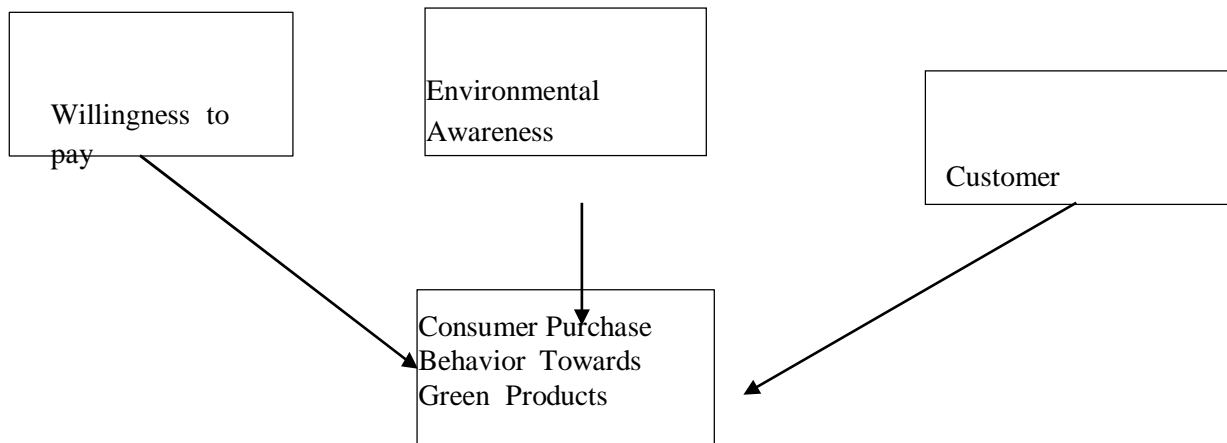 Willingness to
pay
Environmental
Awareness
Customer
Consumer Purchase
Behavior Towards
Green Products